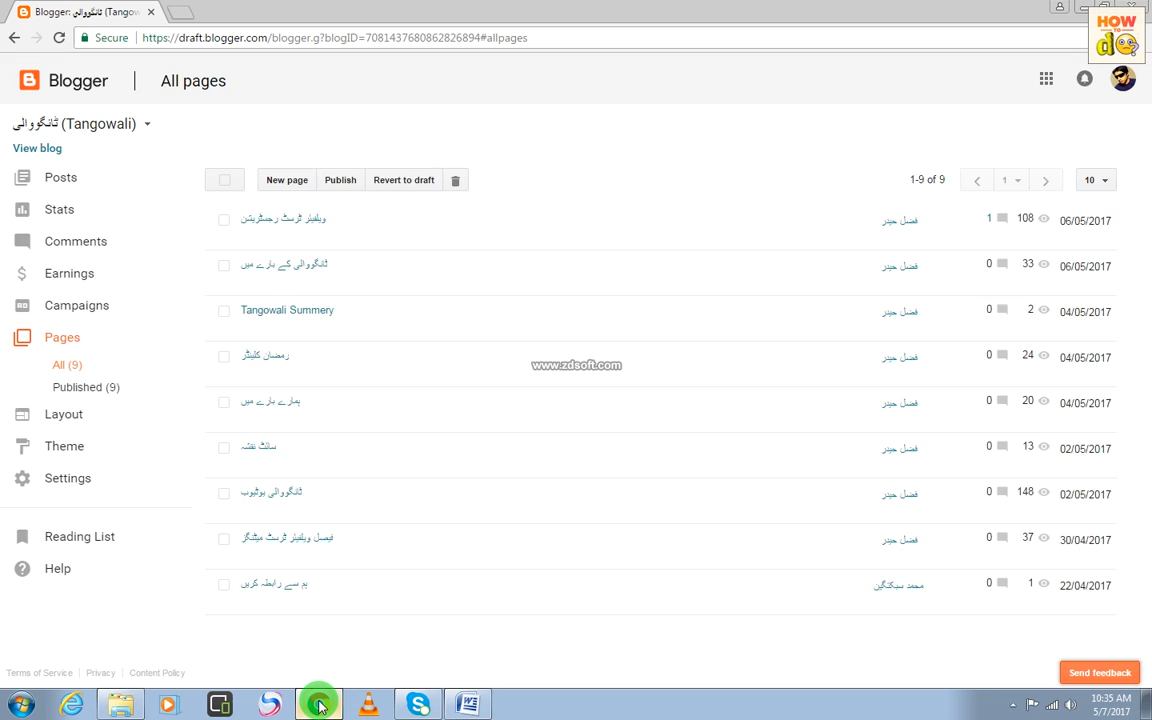 Blogger: ٹانگووالی (Tangow
Secure https://draft.blogger.com/blogger.g?blogID=7081437680862826894#allpages
HOW TO do
Blogger All pages
ٹانگووالی (Tangowali)
View blog
Posts
Stats
Comments
Earnings
Campaigns
Pages
All (9)
Published (9)
Layout
Theme
Settings
Reading List
Help
New page Publish Revert to draft 1-9 of 9 1 10
ویلفیئر ٹرسٹ رجسٹریشن فضل حیدر 1 108 06/05/2017
ٹانگووالی کے بارے میں فضل حیدر 0 33 06/05/2017
Tangowali Summery فضل حیدر 0 2 04/05/2017
رمضان کلینڈر فضل حیدر 0 24 04/05/2017
www.zdsoft.com
ہمارے بارے میں فضل حیدر 0 20 04/05/2017
سائٹ نقشہ فضل حیدر 0 13 02/05/2017
ٹانگووالی یوٹیوب فضل حیدر 0 148 02/05/2017
فیصل ویلفیئر ٹرسٹ میٹنگز فضل حیدر 0 37 30/04/2017
ہم سے رابطہ کریں محمد سبکتگین 0 1 22/04/2017
Terms of Service Privacy Content Policy
Send feedback
10:35 AM
5/7/2017